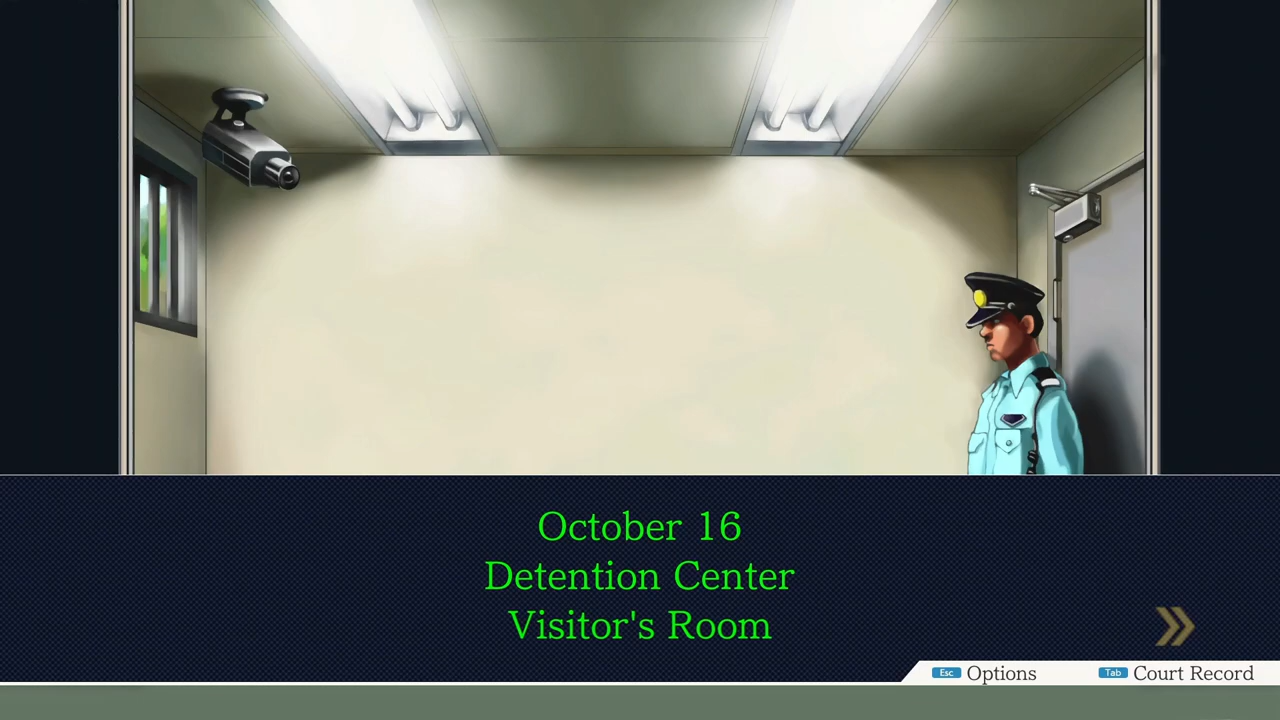 October 16
Detention Center
Visitor's Room
Esc Options Tab Court Record